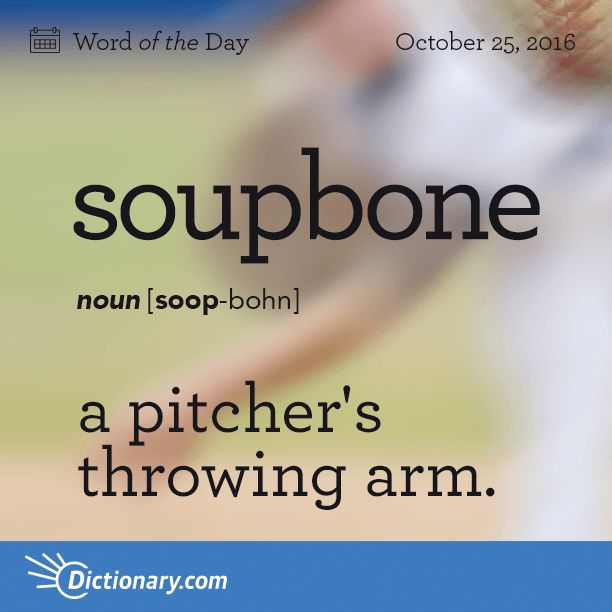 Word of the Day
October 25, 2016
soupbone
noun [soop-bohn]
a pitcher's
throwing arm.
Dictionary.com